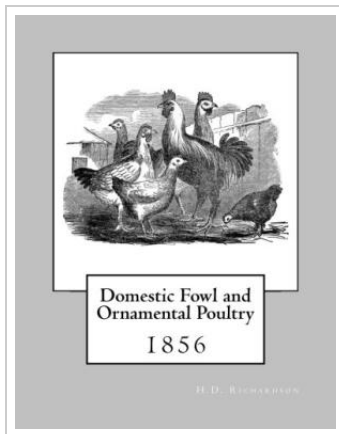 Domestic Fowl and
Ornamental Poultry
1856
H.D. Richardson